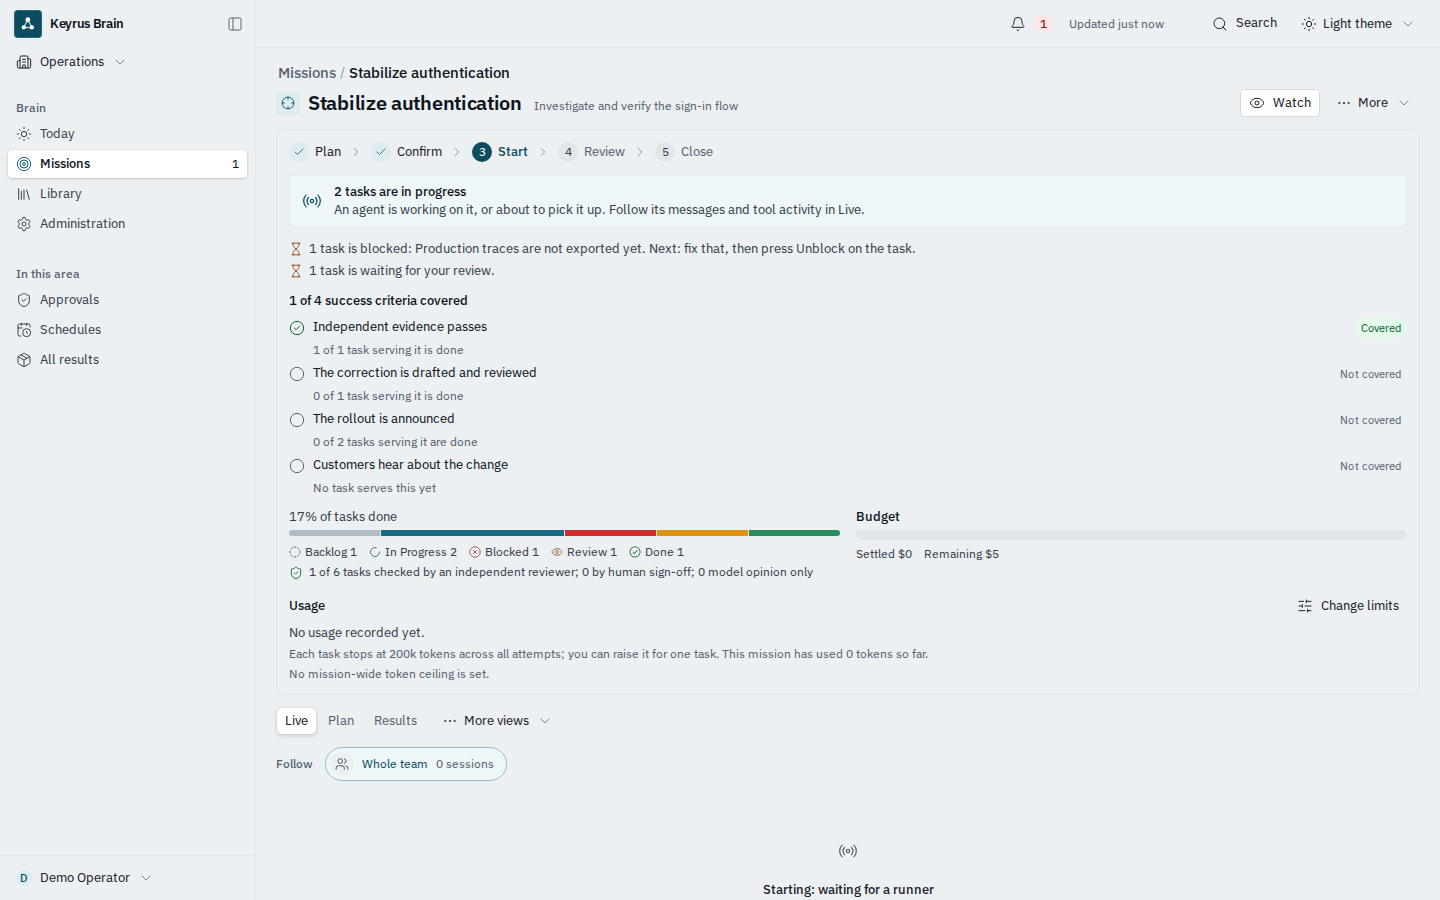 Keyrus Brain
Operations
Brain
Today
Missions 1
Library
Administration
In this area
Approvals
Schedules
All results
D Demo Operator
1 Updated just now Search Light theme
Missions / Stabilize authentication
Stabilize authentication Investigate and verify the sign-in flow Watch More
Plan Confirm 3 Start 4 Review 5 Close
2 tasks are in progress
An agent is working on it, or about to pick it up. Follow its messages and tool activity in Live.
1 task is blocked: Production traces are not exported yet. Next: fix that, then press Unblock on the task.
1 task is waiting for your review.
1 of 4 success criteria covered
Independent evidence passes Covered
1 of 1 task serving it is done
The correction is drafted and reviewed Not covered
0 of 1 task serving it is done
The rollout is announced Not covered
0 of 2 tasks serving it are done
Customers hear about the change Not covered
No task serves this yet
17% of tasks done
Backlog 1 In Progress 2 Blocked 1 Review 1 Done 1
1 of 6 tasks checked by an independent reviewer; 0 by human sign-off; 0 model opinion only
Budget
Settled $0 Remaining $5
Usage Change limits
No usage recorded yet.
Each task stops at 200k tokens across all attempts; you can raise it for one task. This mission has used 0 tokens so far.
No mission-wide token ceiling is set.
Live Plan Results More views
Follow Whole team 0 sessions
Starting: waiting for a runner